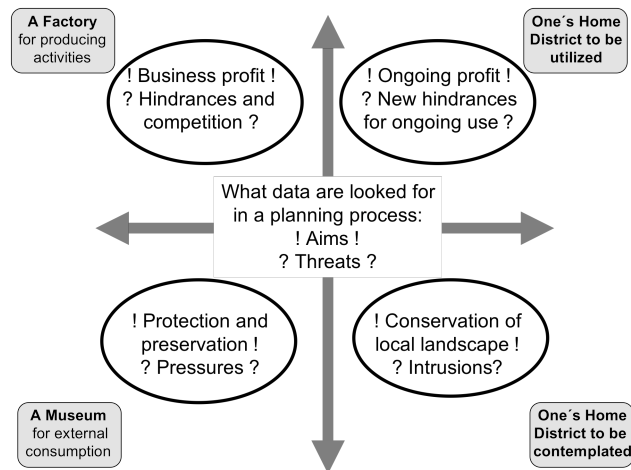 A Factory
for producing
activities
One´s Home
District to be
utilized
! Business profit !
? Hindrances and
competition ?
! Ongoing profit !
? New hindrances
for ongoing use ?
What data are looked for
in a planning process:
! Aims !
? Threats ?
! Protection and
preservation !
? Pressures ?
! Conservation of
local landscape !
? Intrusions?
A Museum
for external
consumption
One´s Home
District to be
contemplated